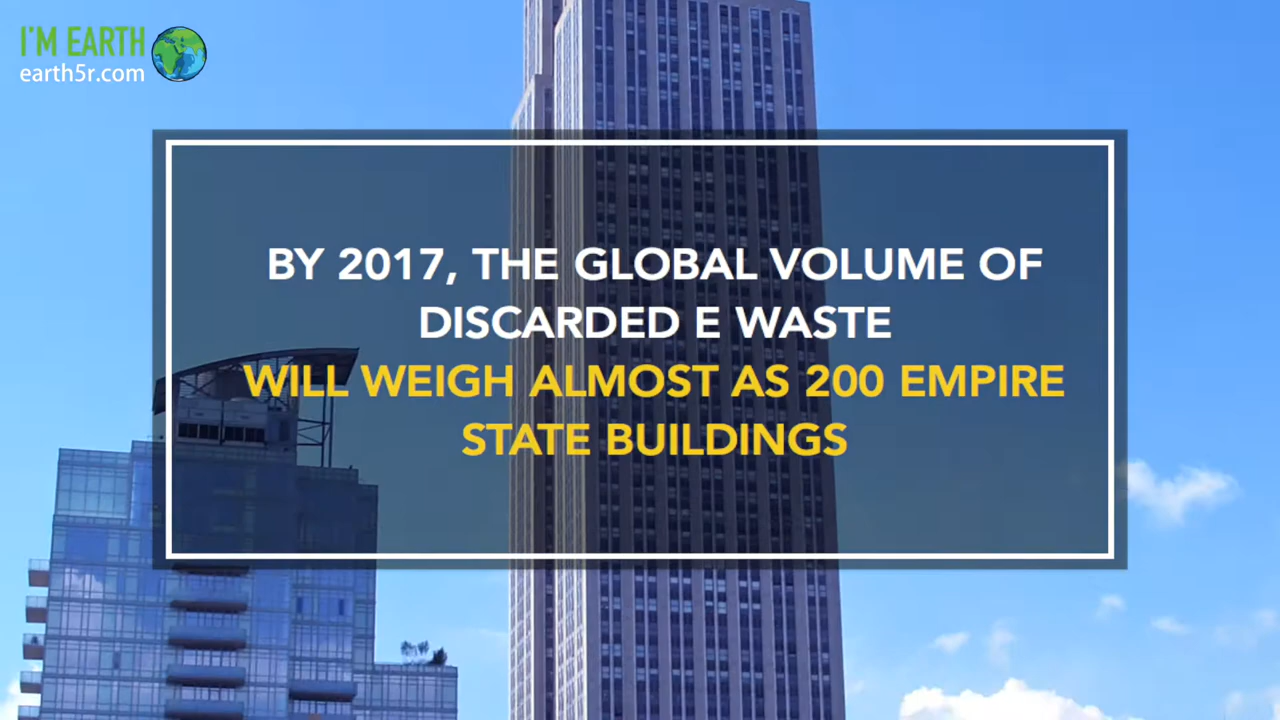 I'M EARTH
earth5r.com
BY 2017, THE GLOBAL VOLUME OF
DISCARDED E WASTE
WILL WEIGH ALMOST AS 200 EMPIRE
STATE BUILDINGS